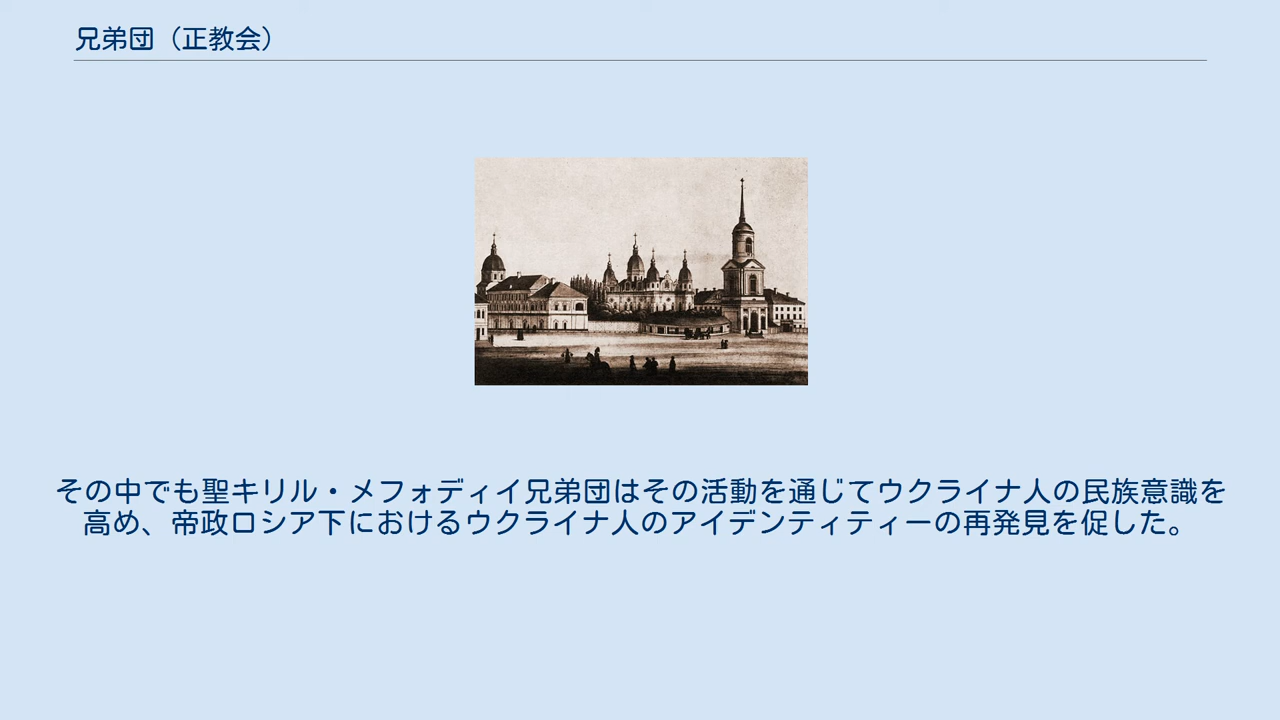 兄弟団（正教会）
その中でも聖キリル・メフォディイ兄弟団はその活動を通じてウクライナ人の民族意識を
高め、帝政ロシア下におけるウクライナ人のアイデンティティーの再発見を促した。